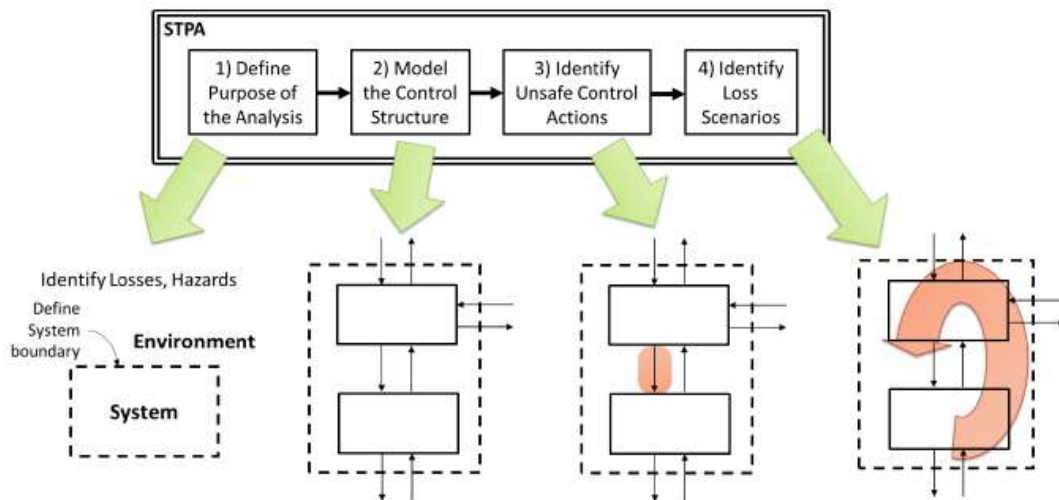 STPA
1) Define
Purpose of
the Analysis
2) Model
the Control
Structure
3) Identify
Unsafe Control
Actions
4) Identify
Loss
Scenarios
Identify Losses, Hazards
Define
System
boundary
Environment
System